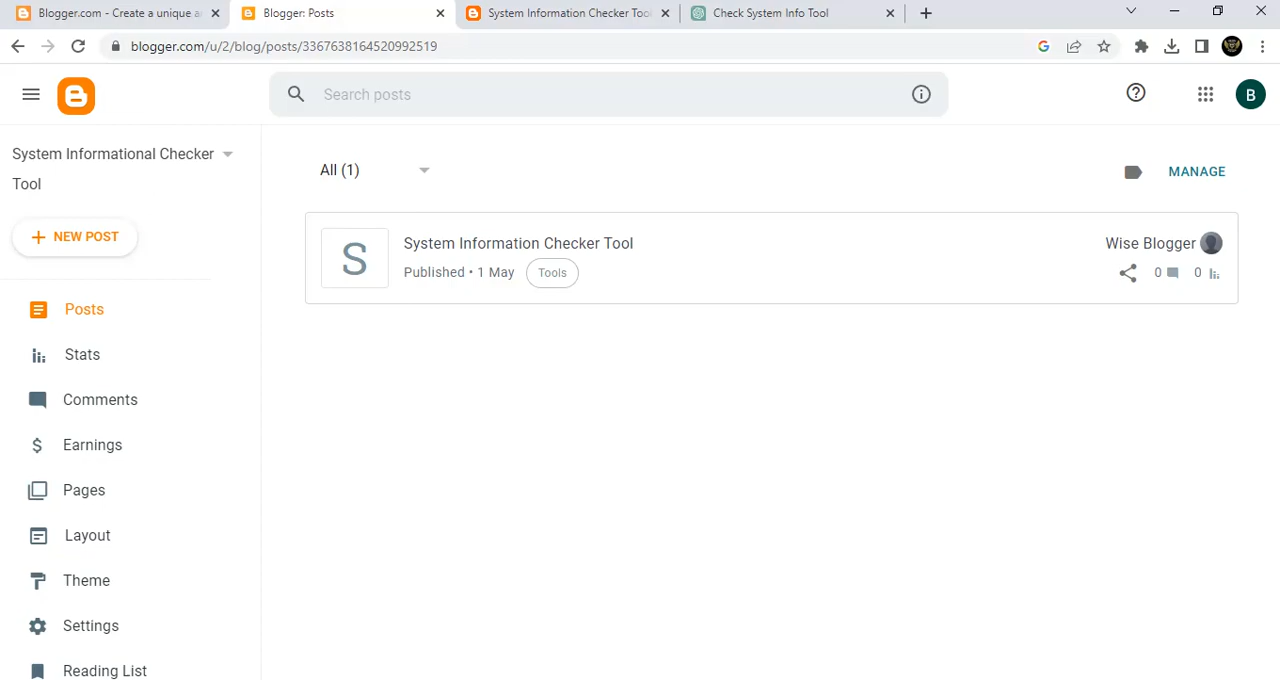 Blogger.com - Create a unique a
Blogger: Posts
System Information Checker Too
Check System Info Tool
blogger.com/u/2/blog/posts/3367638164520992519
Search posts
B
System Informational Checker
Tool
NEW POST
Posts
Stats
Comments
Earnings
Pages
Layout
Theme
Settings
Reading List
All (1)
MANAGE
S
System Information Checker Tool
Published • 1 May
Tools
Wise Blogger
0
0